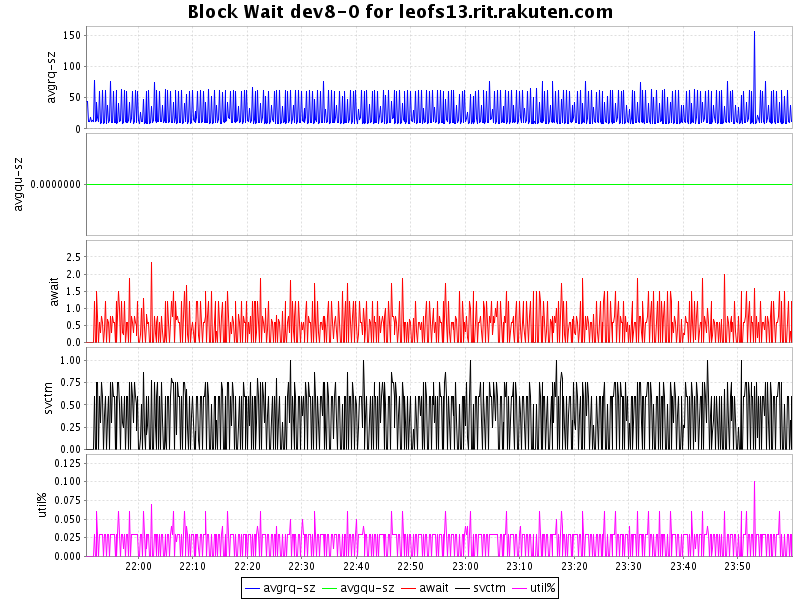 Block Wait dev8-0 for leofs13.rit.rakuten.com
avgrq-sz
150
100
50
0
avgqu-sz
0.0000000
await
2.5
2.0
1.5
1.0
0.5
0.0
svctm
1.00
0.75
0.50
0.25
0.00
util%
0.125
0.100
0.075
0.050
0.025
0.000
22:00 22:10 22:20 22:30 22:40 22:50 23:00 23:10 23:20 23:30 23:40 23:50
avgrq-sz avgqu-sz await svctm util%